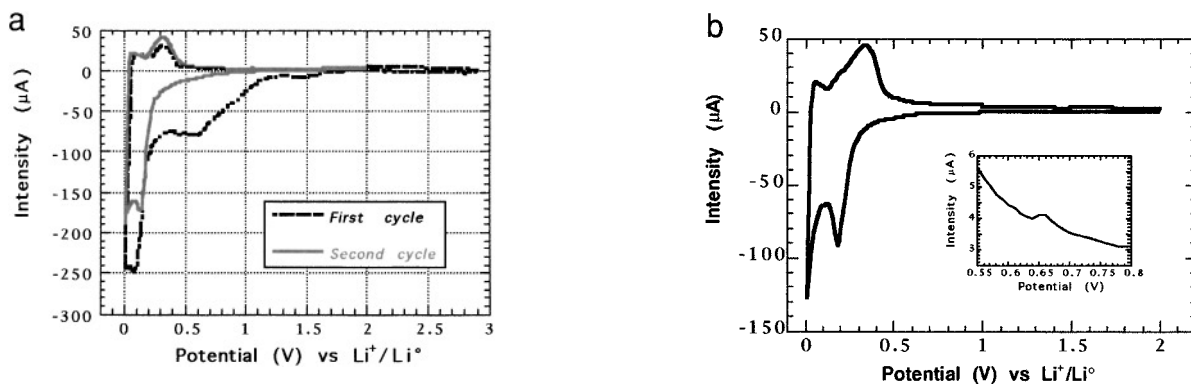 a
50
0
-50
-100
-150
-200
-250
-300
Intensity (µA)
First cycle
Second cycle
0 0.5 1 1.5 2 2.5 3
Potential (V) vs Li⁺/Li°
b
50
0
-50
-100
-150
Intensity (µA)
6
5
4
3
Intensity (µA)
0.55 0.6 0.65 0.7 0.75 0.8
Potential (V)
0 0.5 1 1.5 2
Potential (V) vs Li⁺/Li°